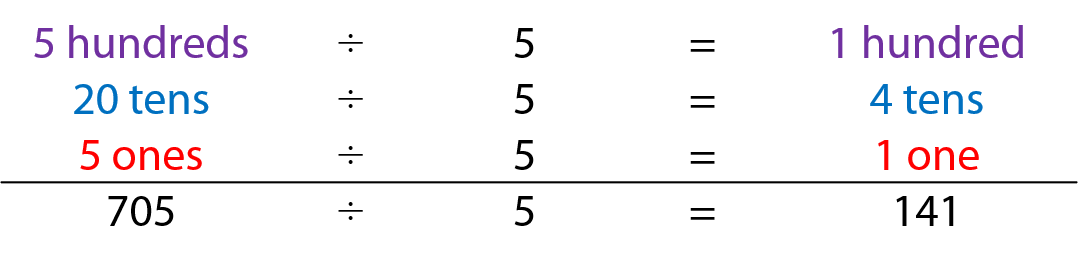 5 hundreds ÷ 5 = 1 hundred
20 tens ÷ 5 = 4 tens
5 ones ÷ 5 = 1 one
705 ÷ 5 = 141